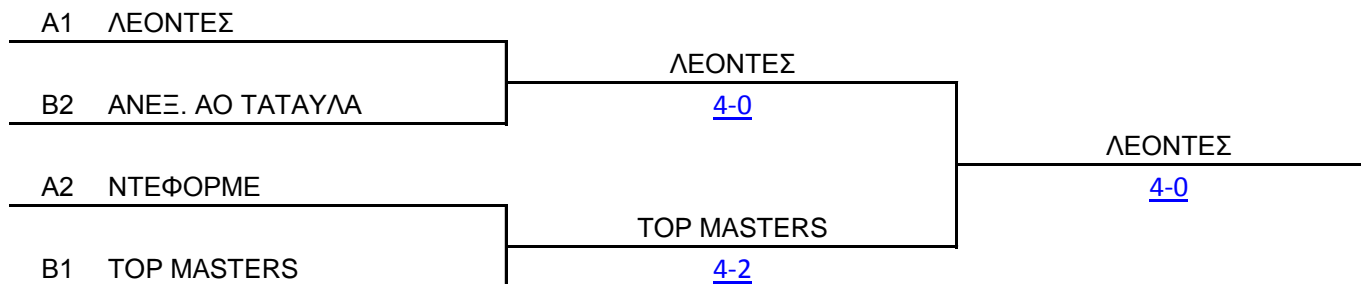 A1 ΛΕΟΝΤΕΣ
ΛΕΟΝΤΕΣ
B2 ΑΝΕΞ. ΑΟ ΤΑΤΑΥΛΑ
4-0
ΛΕΟΝΤΕΣ
A2 ΝΤΕΦΟΡΜΕ
4-0
TOP MASTERS
B1 TOP MASTERS
4-2